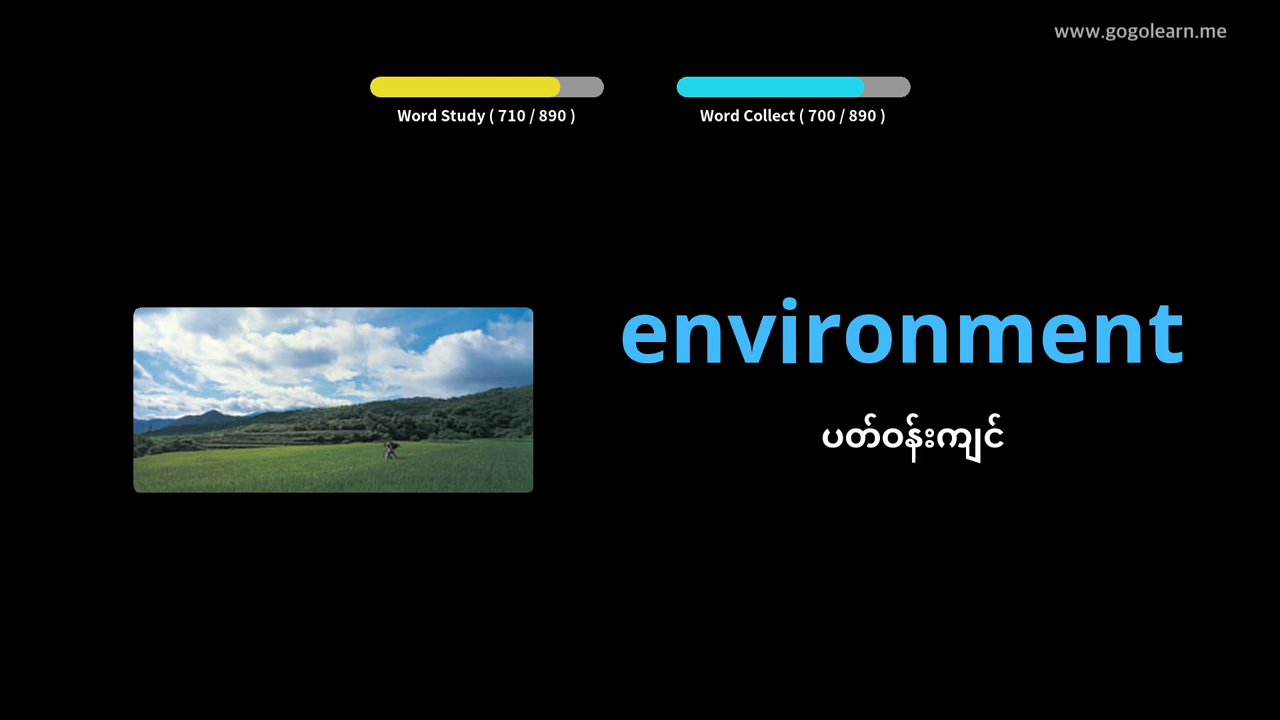 www.gogolearn.me
Word Study ( 710 / 890 )
Word Collect ( 700 / 890 )
environment
ပတ်ဝန်းကျင်